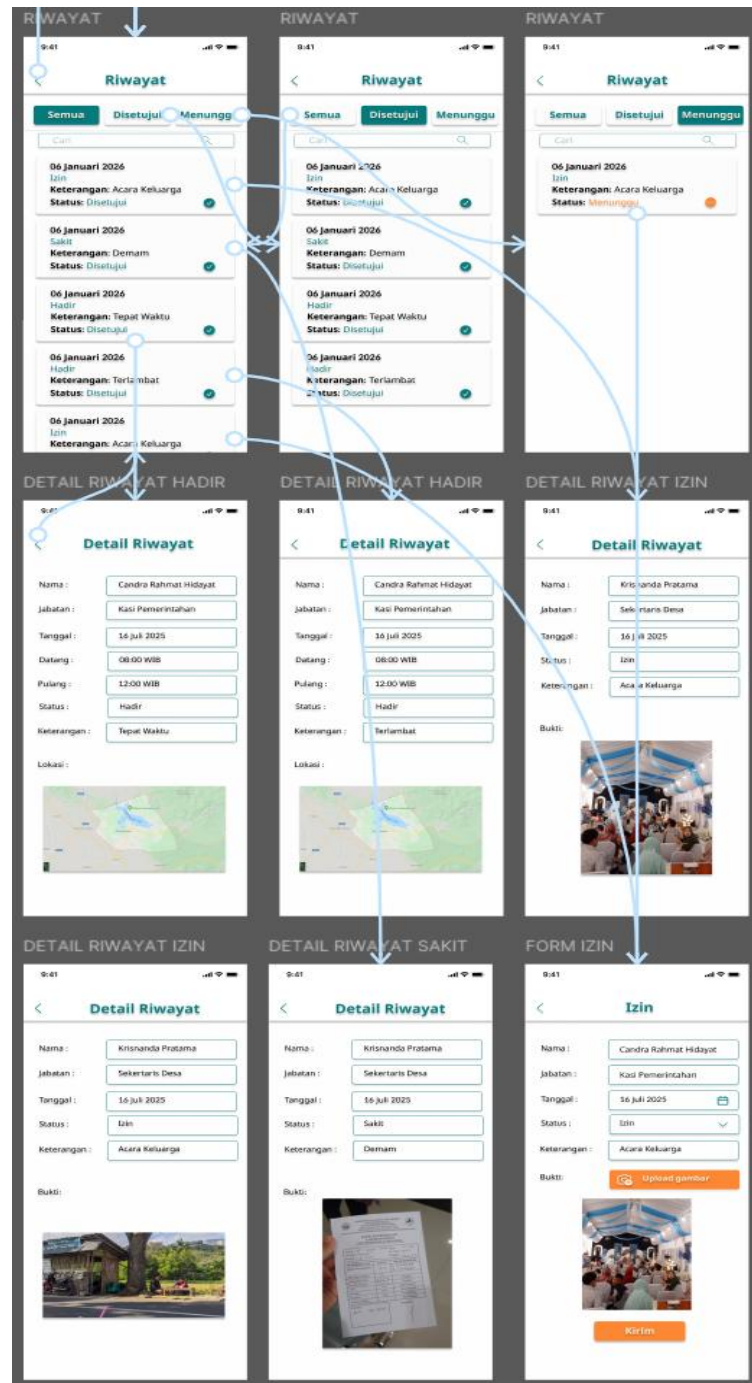 RIWAYAT
9:41
Riwayat
Semua Disetujui Menunggu
Cari
06 Januari 2026
Izin
Keterangan: Acara Keluarga
Status: Disetujui
06 Januari 2026
Sakit
Keterangan: Demam
Status: Disetujui
06 Januari 2026
Hadir
Keterangan: Tepat Waktu
Status: Disetujui
06 Januari 2026
Hadir
Keterangan: Terlambat
Status: Disetujui
06 Januari 2026
Izin
Keterangan: Acara Keluarga
RIWAYAT
9:41
Riwayat
Semua Disetujui Menunggu
Cari
06 Januari 2026
Izin
Keterangan: Acara Keluarga
Status: Disetujui
06 Januari 2026
Sakit
Keterangan: Demam
Status: Disetujui
06 Januari 2026
Hadir
Keterangan: Tepat Waktu
Status: Disetujui
06 Januari 2026
Hadir
Keterangan: Terlambat
Status: Disetujui
RIWAYAT
9:41
Riwayat
Semua Disetujui Menunggu
Cari
06 Januari 2026
Izin
Keterangan: Acara Keluarga
Status: Menunggu
DETAIL RIWAYAT HADIR
9:41
Detail Riwayat
Nama : Candra Rahmat Hidayat
Jabatan : Kasi Pemerintahan
Tanggal : 16 Juli 2025
Datang : 08:00 WIB
Pulang : 12:00 WIB
Status : Hadir
Keterangan : Tepat Waktu
Lokasi :
DETAIL RIWAYAT HADIR
9:41
Detail Riwayat
Nama : Candra Rahmat Hidayat
Jabatan : Kasi Pemerintahan
Tanggal : 16 Juli 2025
Datang : 08:00 WIB
Pulang : 12:00 WIB
Status : Hadir
Keterangan : Terlambat
Lokasi :
DETAIL RIWAYAT IZIN
9:41
Detail Riwayat
Nama : Krisnanda Pratama
Jabatan : Sekertaris Desa
Tanggal : 16 Juli 2025
Status : Izin
Keterangan : Acara Keluarga
Bukti:
DETAIL RIWAYAT IZIN
9:41
Detail Riwayat
Nama : Krisnanda Pratama
Jabatan : Sekertaris Desa
Tanggal : 16 Juli 2025
Status : Izin
Keterangan : Acara Keluarga
Bukti:
DETAIL RIWAYAT SAKIT
9:41
Detail Riwayat
Nama : Krisnanda Pratama
Jabatan : Sekertaris Desa
Tanggal : 16 Juli 2025
Status : Sakit
Keterangan : Demam
Bukti:
FORM IZIN
9:41
Izin
Nama : Candra Rahmat Hidayat
Jabatan : Kasi Pemerintahan
Tanggal : 16 Juli 2025
Status : Izin
Keterangan : Acara Keluarga
Bukti: Upload gambar
Kirim